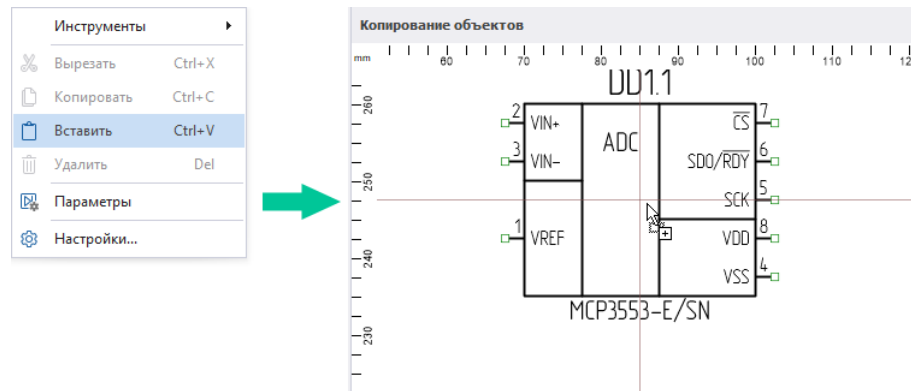 Инструменты
Вырезать Ctrl+X
Копировать Ctrl+C
Вставить Ctrl+V
Удалить Del
Параметры
Настройки...
Копирование объектов
mm 60 70 80 90 100 110 12
260
250
240
230
DD1.1
2 VIN+ ADC CS 7
3 VIN- SDO/RDY 6
SCK 5
1 VREF VDD 8
VSS 4
MCP3553-E/SN